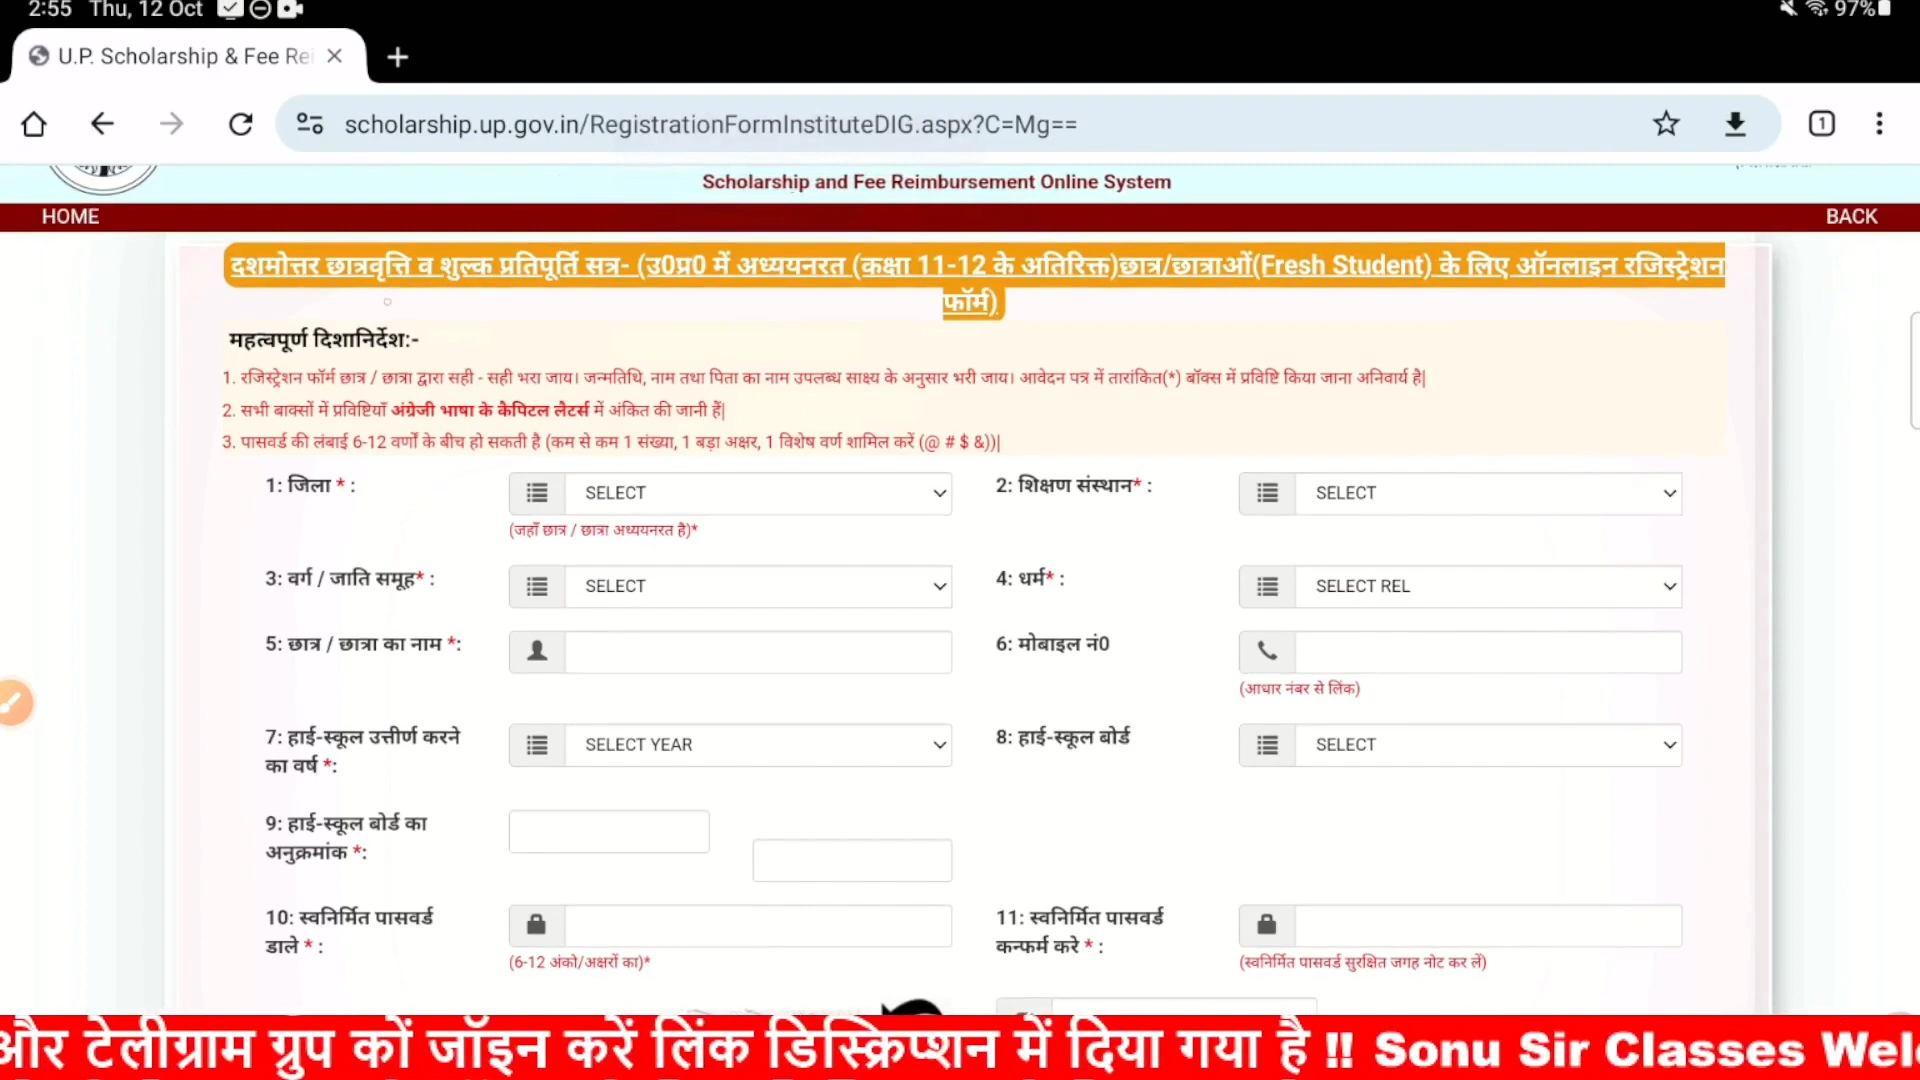 2:55 Thu, 12 Oct 97%
U.P. Scholarship & Fee Rei
scholarship.up.gov.in/RegistrationFormInstituteDIG.aspx?C=Mg== 1
Scholarship and Fee Reimbursement Online System
HOME BACK
दशमोत्तर छात्रवृत्ति व शुल्क प्रतिपूर्ति सत्र- (उ0प्र0 में अध्ययनरत (कक्षा 11-12 के अतिरिक्त)छात्र/छात्राओं(Fresh Student) के लिए ऑनलाइन रजिस्ट्रेशन
फॉर्म)
महत्वपूर्ण दिशानिर्देश:-
1. रजिस्ट्रेशन फॉर्म छात्र / छात्रा द्वारा सही - सही भरा जाय। जन्मतिथि, नाम तथा पिता का नाम उपलब्ध साक्ष्य के अनुसार भरी जाय। आवेदन पत्र में तारांकित(*) बॉक्स में प्रविष्टि किया जाना अनिवार्य है|
2. सभी बाक्सों में प्रविष्टियाँ अंग्रेजी भाषा के कैपिटल लैटर्स में अंकित की जानी हैं|
3. पासवर्ड की लंबाई 6-12 वर्णों के बीच हो सकती है (कम से कम 1 संख्या, 1 बड़ा अक्षर, 1 विशेष वर्ण शामिल करें (@ # $ &))|
1: जिला * : SELECT 2: शिक्षण संस्थान* : SELECT
(जहाँ छात्र / छात्रा अध्ययनरत है)*
3: वर्ग / जाति समूह* : SELECT 4: धर्म* : SELECT REL
5: छात्र / छात्रा का नाम *: 6: मोबाइल नं0
(आधार नंबर से लिंक)
7: हाई-स्कूल उत्तीर्ण करने SELECT YEAR 8: हाई-स्कूल बोर्ड SELECT
का वर्ष *:
9: हाई-स्कूल बोर्ड का
अनुक्रमांक *:
10: स्वनिर्मित पासवर्ड 11: स्वनिर्मित पासवर्ड
डाले * : कन्फर्म करे * :
(6-12 अंको/अक्षरों का)* (स्वनिर्मित पासवर्ड सुरक्षित जगह नोट कर लें)
और टेलीग्राम ग्रुप कों जॉइन करें लिंक डिस्क्रिप्शन में दिया गया है !! Sonu Sir Classes Wel